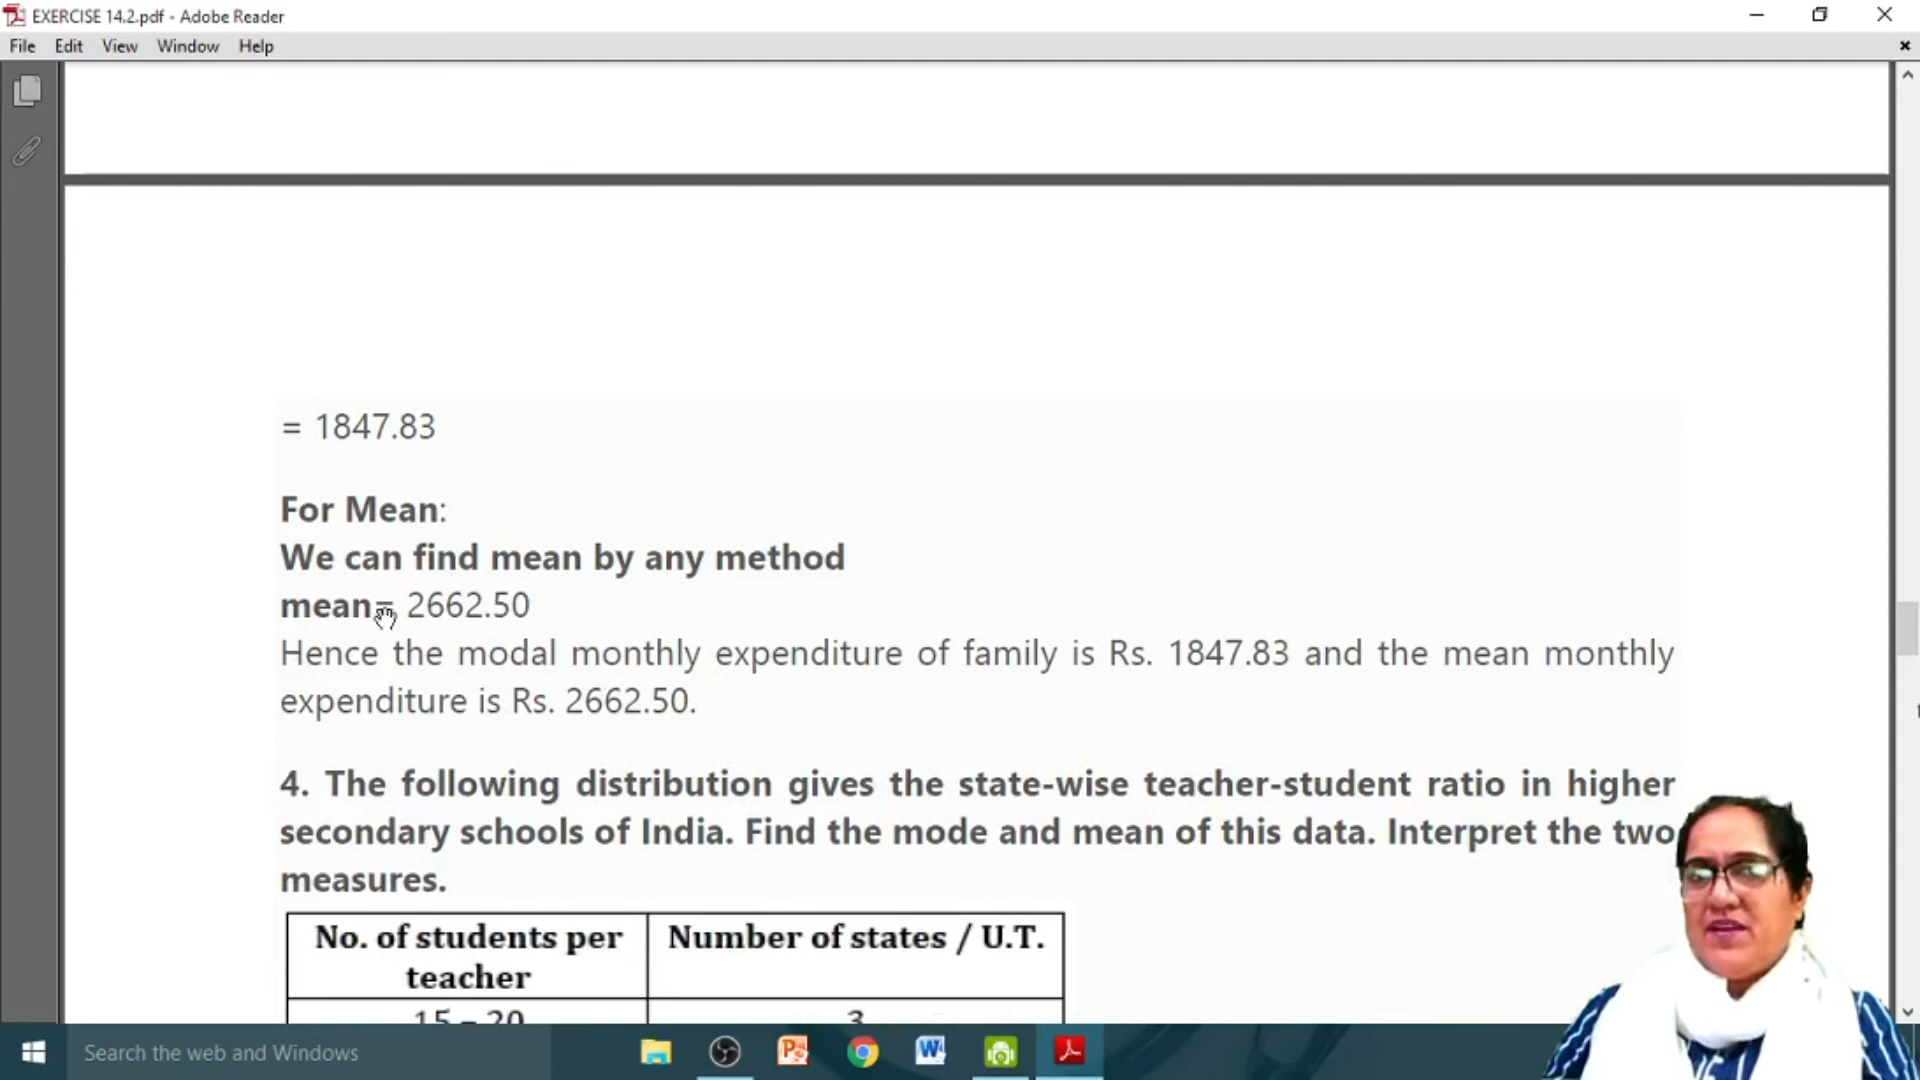 EXERCISE 14.2.pdf - Adobe Reader
File Edit View Window Help
= 1847.83
For Mean:
We can find mean by any method
mean= 2662.50
Hence the modal monthly expenditure of family is Rs. 1847.83 and the mean monthly
expenditure is Rs. 2662.50.
4. The following distribution gives the state-wise teacher-student ratio in higher
secondary schools of India. Find the mode and mean of this data. Interpret the two
measures.
No. of students per
teacher
Number of states / U.T.
15 – 20 3
Search the web and Windows